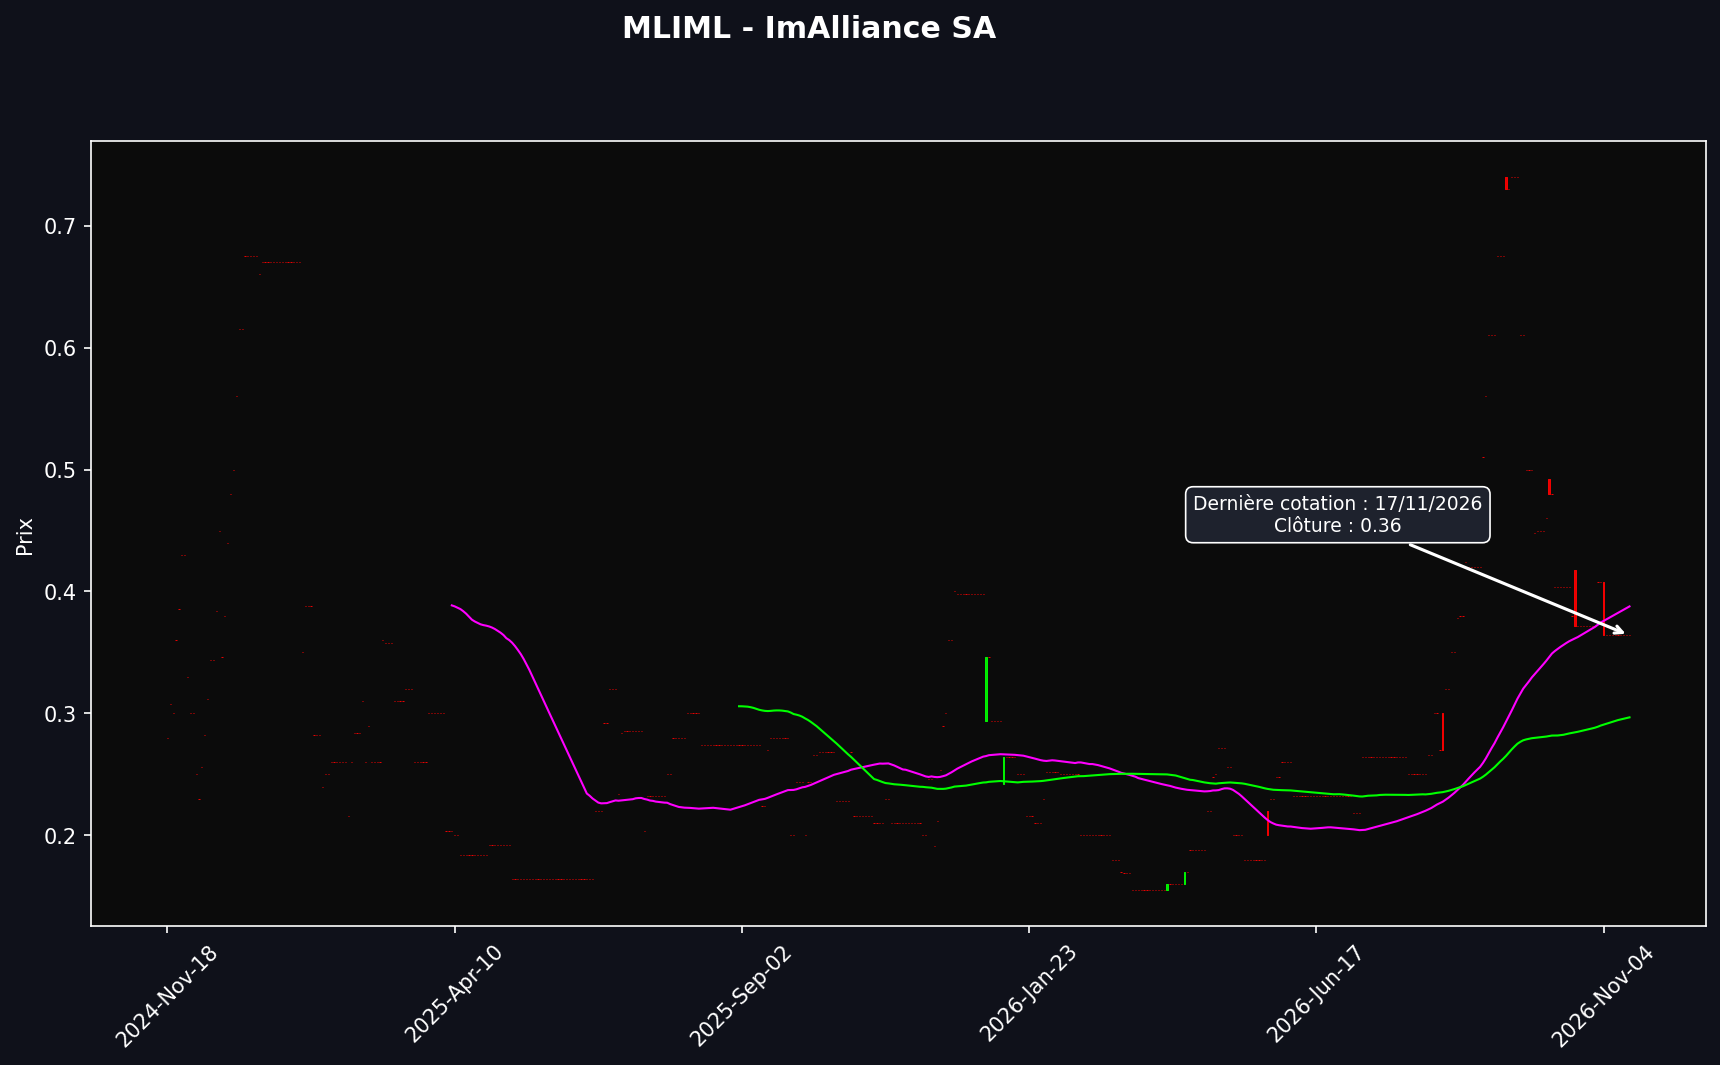 MLIML - ImAlliance SA
Prix
0.7
0.6
0.5
0.4
0.3
0.2
Dernière cotation : 17/11/2026
Clôture : 0.36
2024-Nov-18
2025-Apr-10
2025-Sep-02
2026-Jan-23
2026-Jun-17
2026-Nov-04